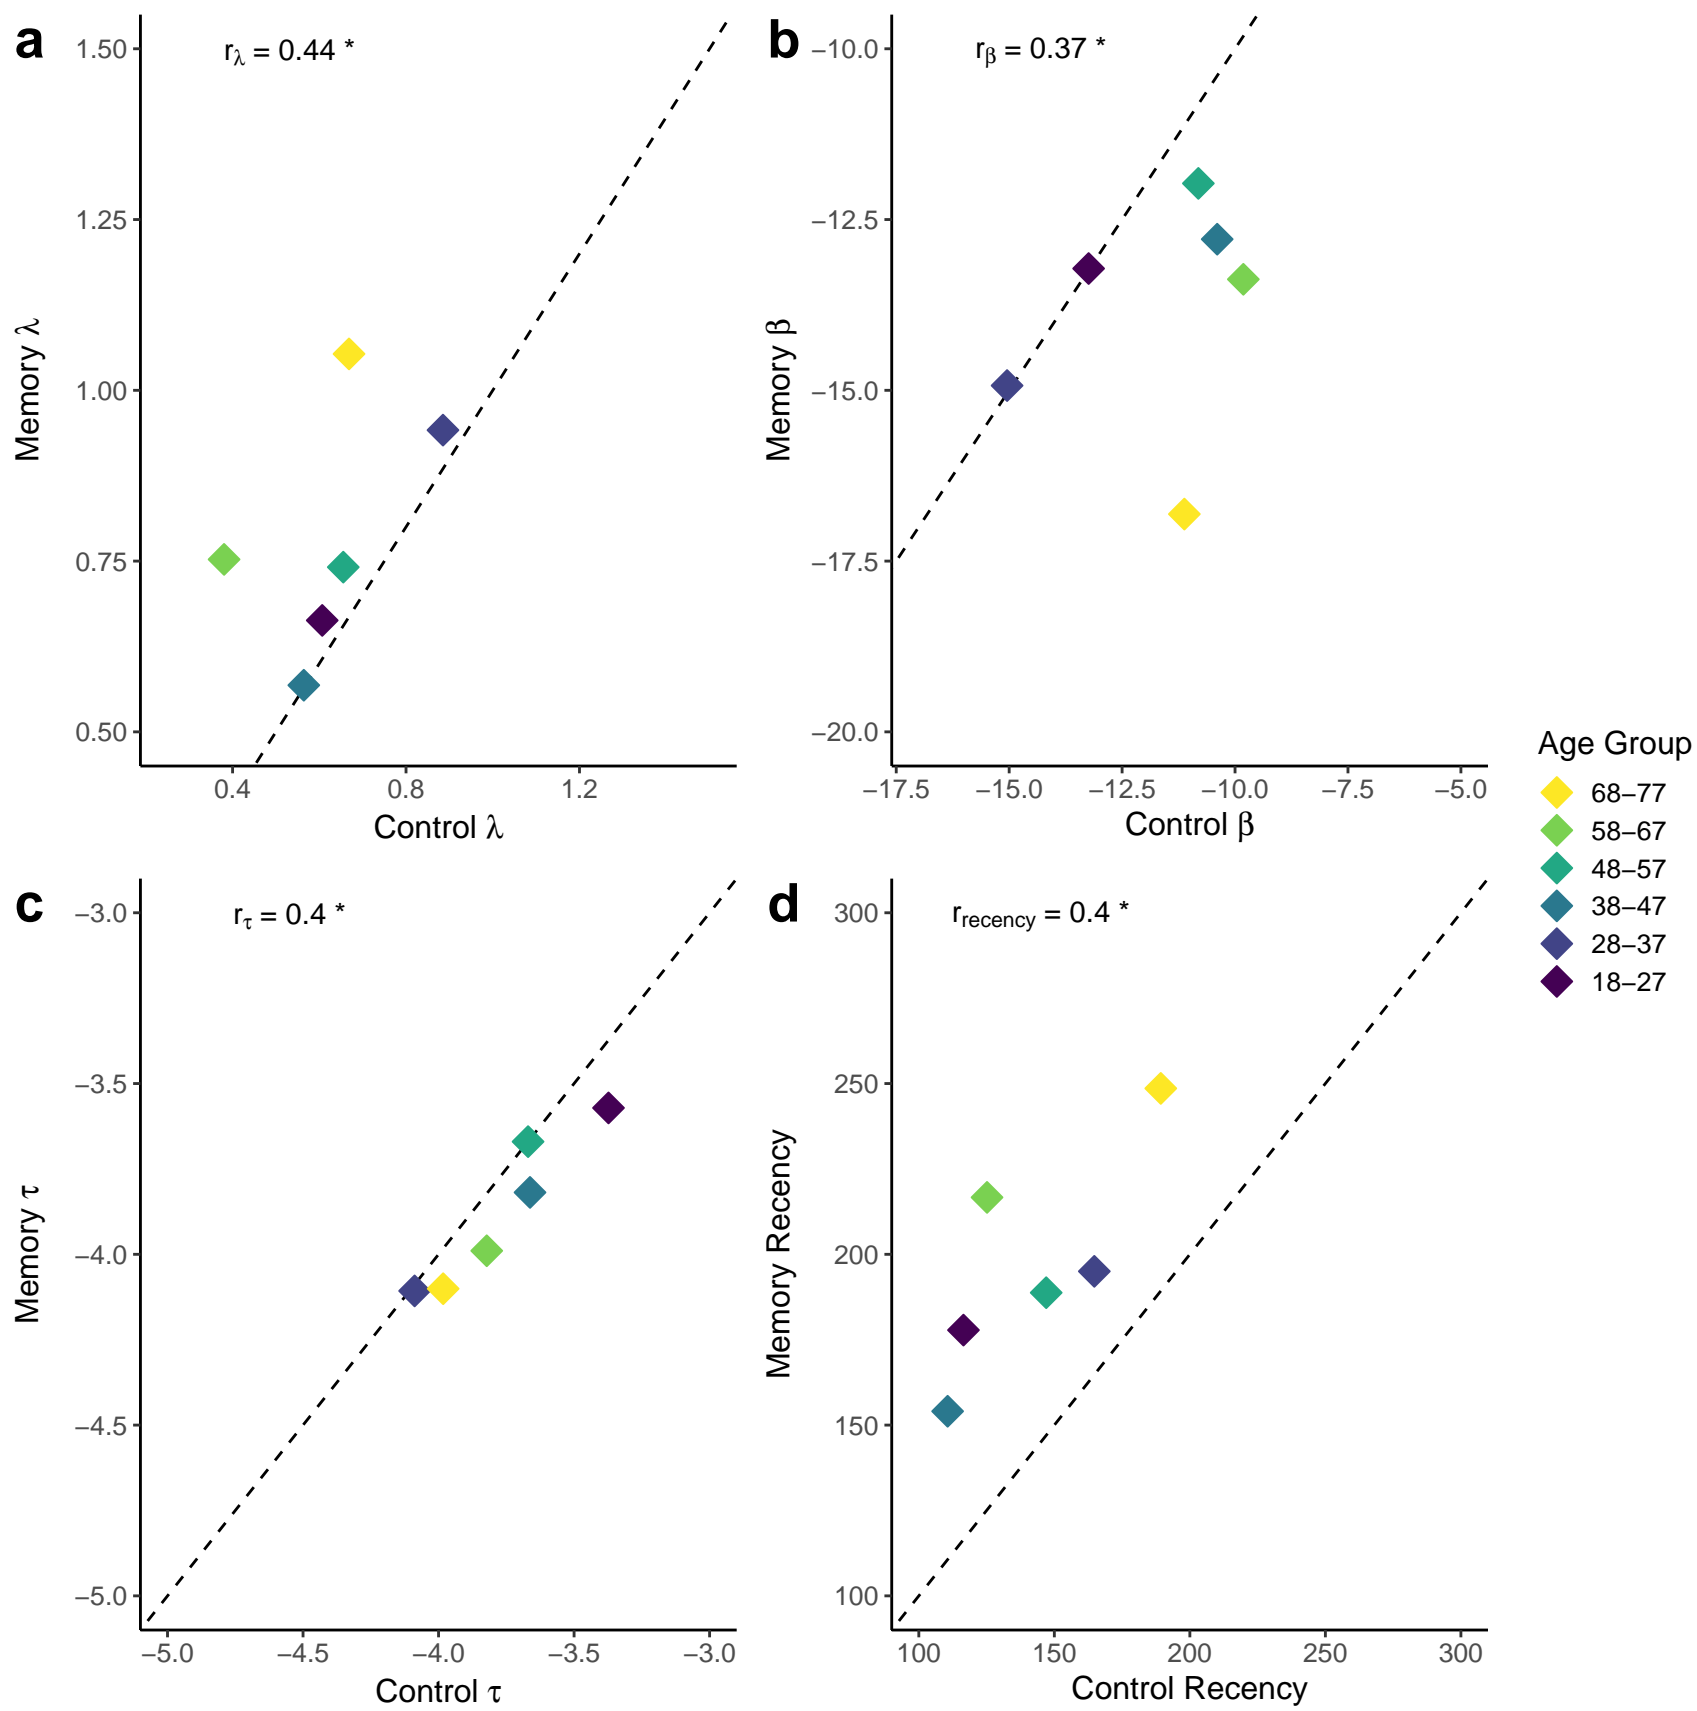 a
r_λ = 0.44 *
1.50
1.25
1.00
0.75
0.50
Memory λ
0.4 0.8 1.2
Control λ
b
r_β = 0.37 *
−10.0
−12.5
−15.0
−17.5
−20.0
Memory β
−17.5 −15.0 −12.5 −10.0 −7.5 −5.0
Control β
c
r_τ = 0.4 *
−3.0
−3.5
−4.0
−4.5
−5.0
Memory τ
−5.0 −4.5 −4.0 −3.5 −3.0
Control τ
d
r_recency = 0.4 *
300
250
200
150
100
Memory Recency
100 150 200 250 300
Control Recency
Age Group
68−77
58−67
48−57
38−47
28−37
18−27